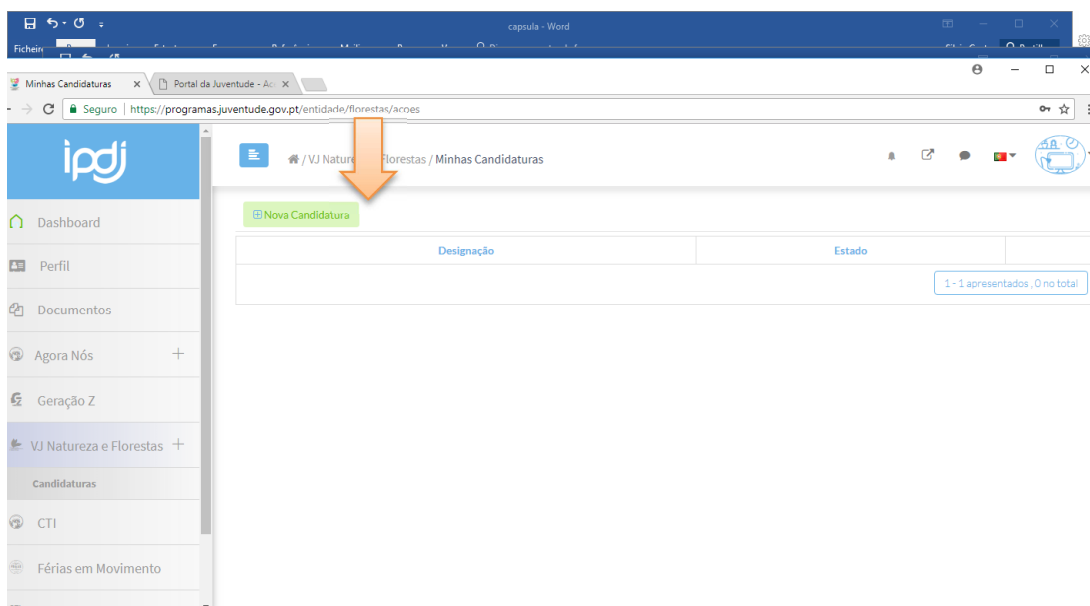 capsula - Word
Minhas Candidaturas
Portal da Juventude - Ac
Seguro | https://programas.juventude.gov.pt/entidade/florestas/acoes
ipdj
/ VJ Nature Florestas / Minhas Candidaturas
Dashboard
Nova Candidatura
Designação Estado
Perfil
1 - 1 apresentados , 0 no total
Documentos
Agora Nós
Geração Z
VJ Natureza e Florestas
Candidaturas
CTI
Férias em Movimento